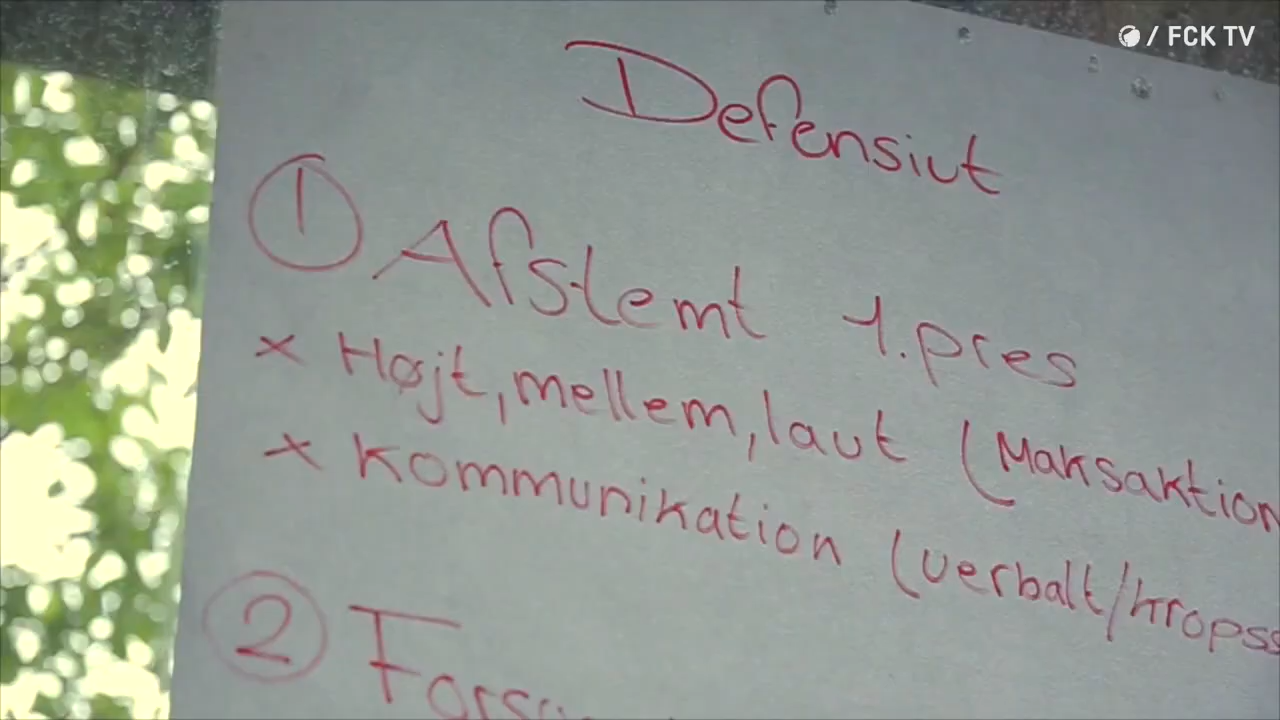 / FCK TV
Defensivt
1 Afstemt 1. pres
x Højt, mellem, lavt (Maksaktion
x Kommunikation (verbalt/kropss
2